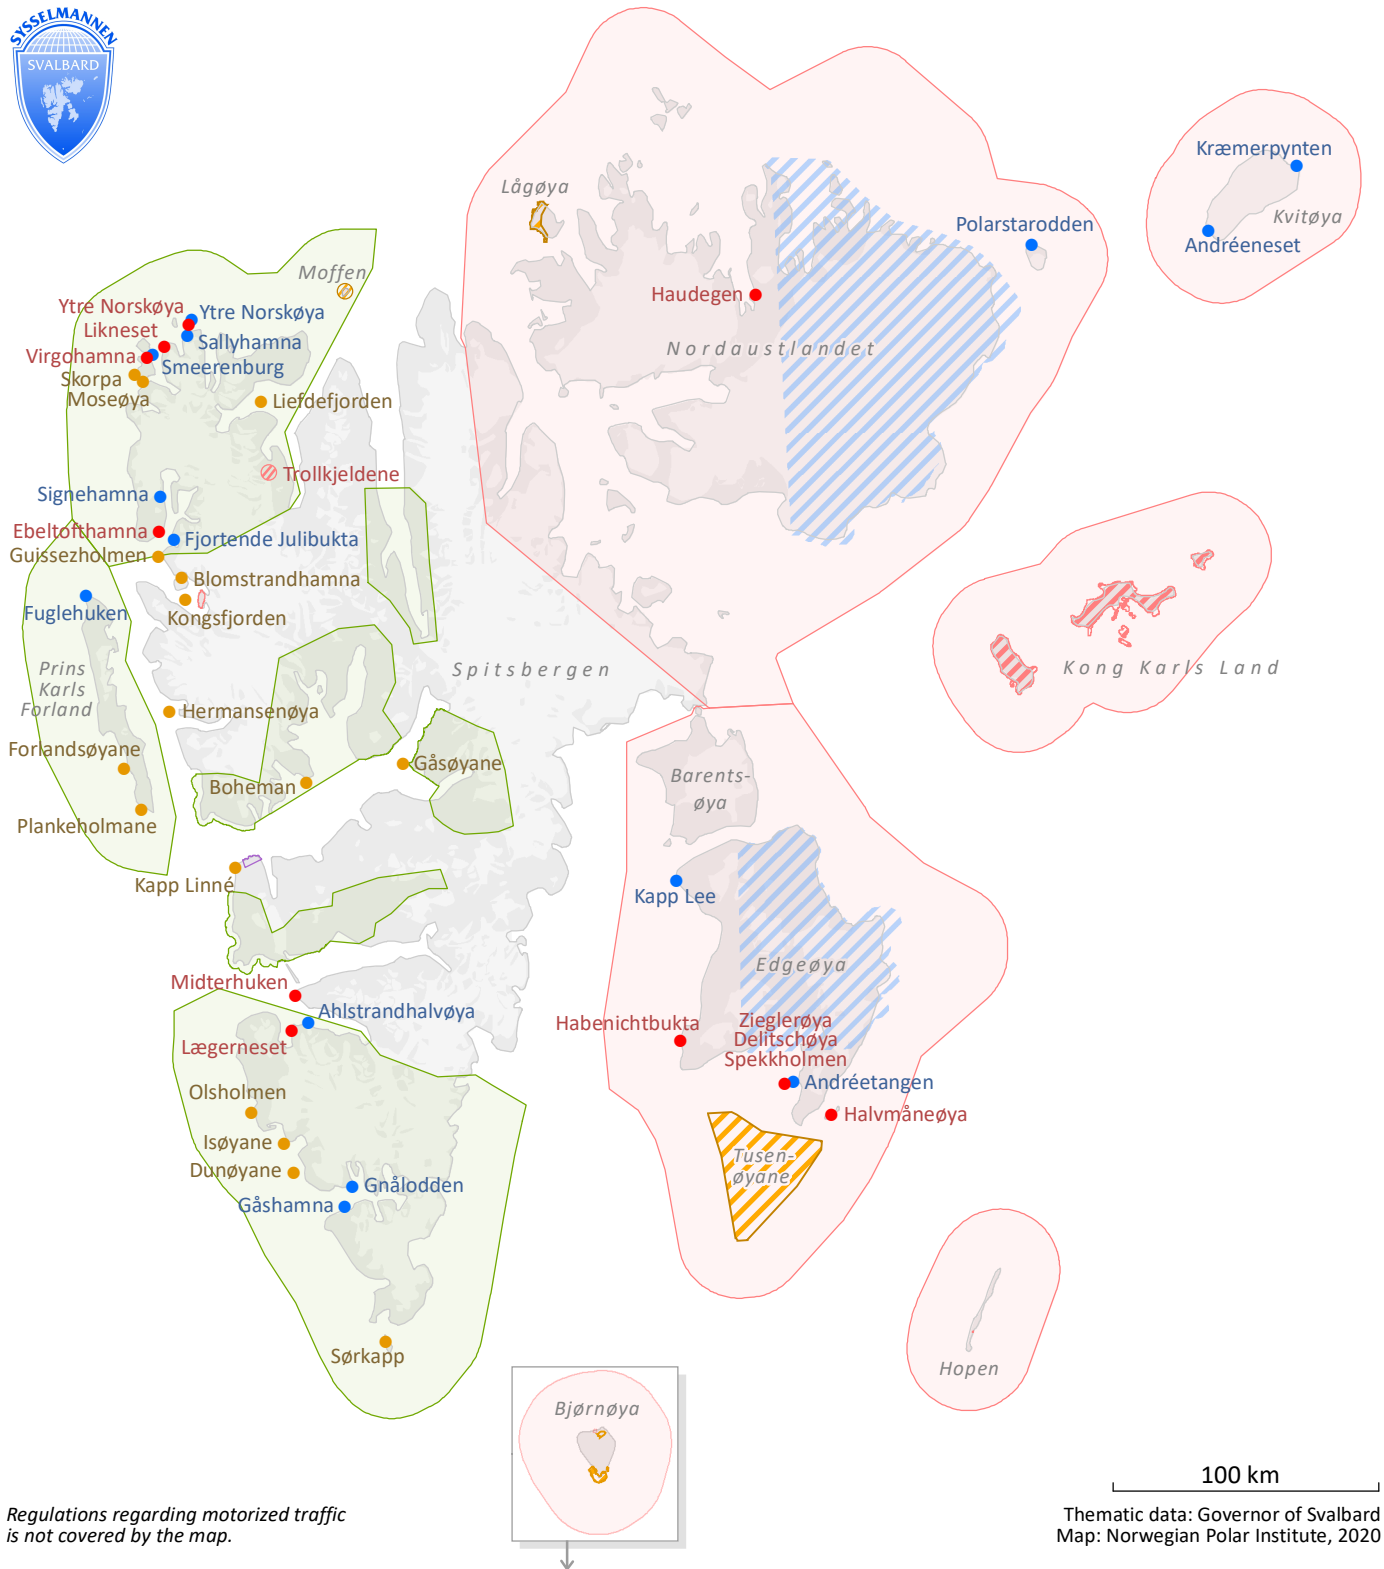 SYSSELMANNEN
SVALBARD
Kræmerpynten
Kvitøya
Andréeneset
Lågøya
Polarstarodden
Moffen
Haudegen
Ytre Norskøya
Ytre Norskøya
Likneset
Sallyhamna
Virgohamna
Smeerenburg
Skorpa
Moseøya
Nordaustlandet
Liefdefjorden
Trollkjeldene
Signehamna
Ebeltofthamna
Fjortende Julibukta
Guissezholmen
Blomstrandhamna
Fuglehuken
Kongsfjorden
Prins
Karls
Forland
Spitsbergen
Kong Karls Land
Hermansenøya
Forlandsøyane
Gåsøyane
Boheman
Barents-
øya
Plankeholmane
Kapp Linné
Kapp Lee
Edgeøya
Midterhuken
Ahlstrandhalvøya
Lægerneset
Habenichtbukta
Zieglerøya
Delitschøya
Spekkholmen
Andréetangen
Olsholmen
Halvmåneøya
Isøyane
Dunøyane
Tusen-
øyane
Gnålodden
Gåshamna
Sørkapp
Hopen
Bjørnøya
100 km
Regulations regarding motorized traffic
is not covered by the map.
Thematic data: Governor of Svalbard
Map: Norwegian Polar Institute, 2020